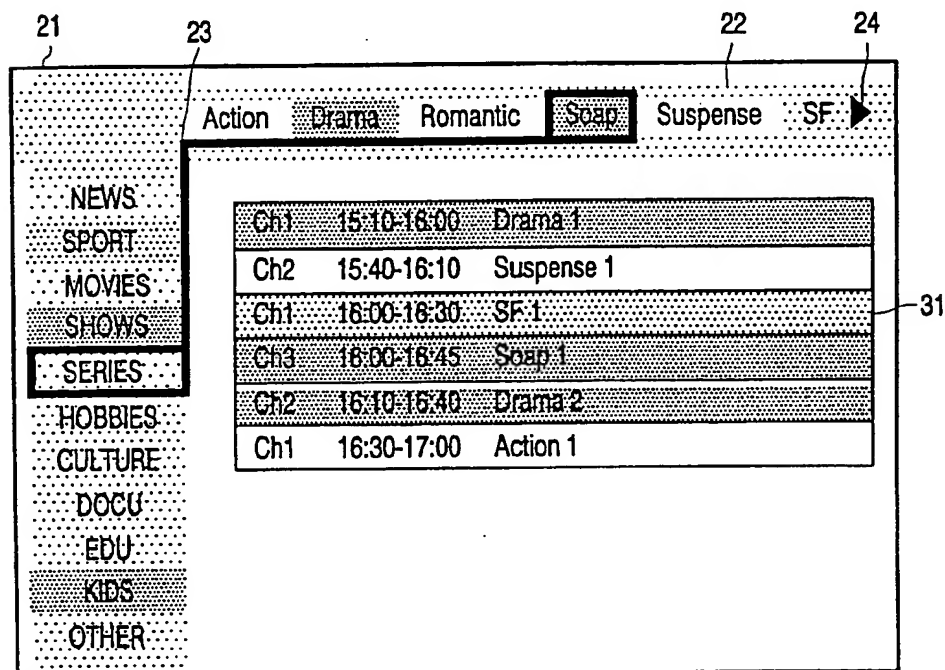 21 23 22 24
Action Drama Romantic Soap Suspense SF
NEWS
SPORT
MOVIES
SHOWS
SERIES
HOBBIES
CULTURE
DOCU
EDU
KIDS
OTHER
Ch1 15:10-16:00 Drama 1
Ch2 15:40-16:10 Suspense 1
Ch1 16:00-16:30 SF 1
31
Ch3 16:00-16:45 Soap 1
Ch2 16:10-16:40 Drama 2
Ch1 16:30-17:00 Action 1